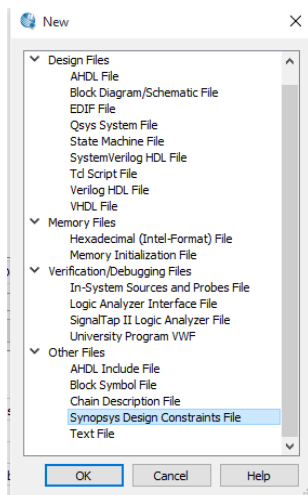 New
Design Files
AHDL File
Block Diagram/Schematic File
EDIF File
Qsys System File
State Machine File
SystemVerilog HDL File
Tcl Script File
Verilog HDL File
VHDL File
Memory Files
Hexadecimal (Intel-Format) File
Memory Initialization File
Verification/Debugging Files
In-System Sources and Probes File
Logic Analyzer Interface File
SignalTap II Logic Analyzer File
University Program VWF
Other Files
AHDL Include File
Block Symbol File
Chain Description File
Synopsys Design Constraints File
Text File
OK Cancel Help